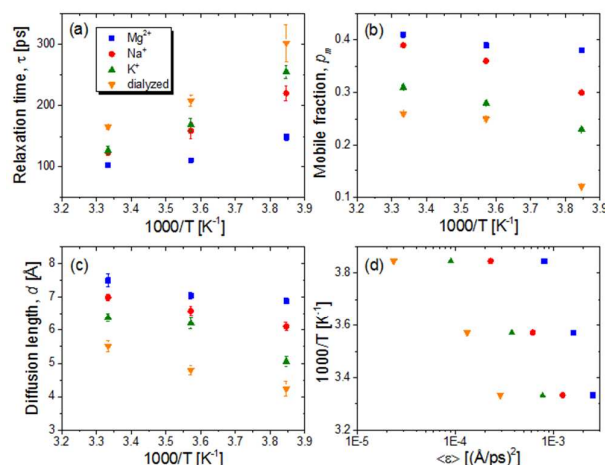 (a)
Mg²⁺
Na⁺
K⁺
dialyzed
Relaxation time, τ [ps]
300
200
100
3.2 3.3 3.4 3.5 3.6 3.7 3.8 3.9
1000/T [K⁻¹]
(b)
Mobile fraction, pₘ
0.4
0.3
0.2
0.1
3.2 3.3 3.4 3.5 3.6 3.7 3.8 3.9
1000/T [K⁻¹]
(c)
Diffusion length, d [Å]
9
8
7
6
5
4
3
3.2 3.3 3.4 3.5 3.6 3.7 3.8 3.9
1000/T [K⁻¹]
(d)
1000/T [K⁻¹]
3.8
3.6
3.4
3.2
1E-5 1E-4 1E-3
<ε> [(Å/ps)²]